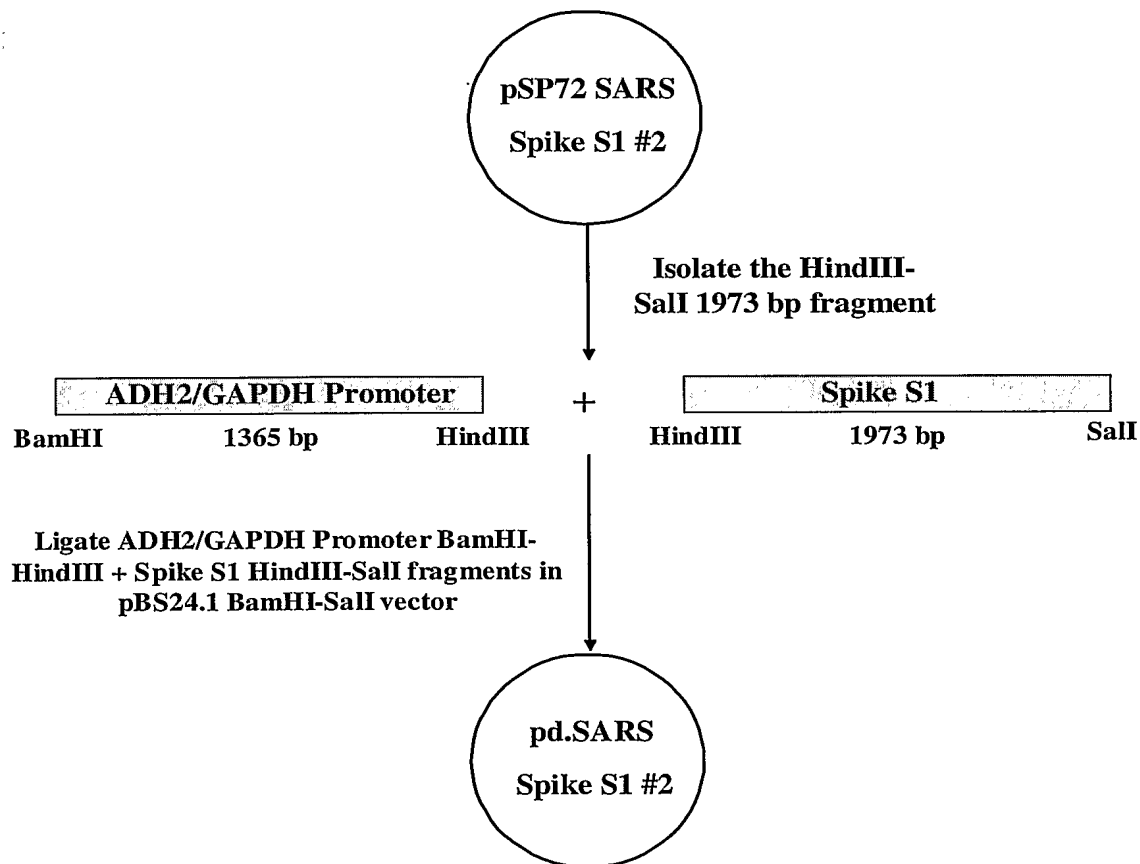 pSP72 SARS
Spike S1 #2
Isolate the HindIII-
SalI 1973 bp fragment
ADH2/GAPDH Promoter
+
Spike S1
BamHI 1365 bp HindIII
HindIII 1973 bp SalI
Ligate ADH2/GAPDH Promoter BamHI-
HindIII + Spike S1 HindIII-SalI fragments in
pBS24.1 BamHI-SalI vector
pd.SARS
Spike S1 #2